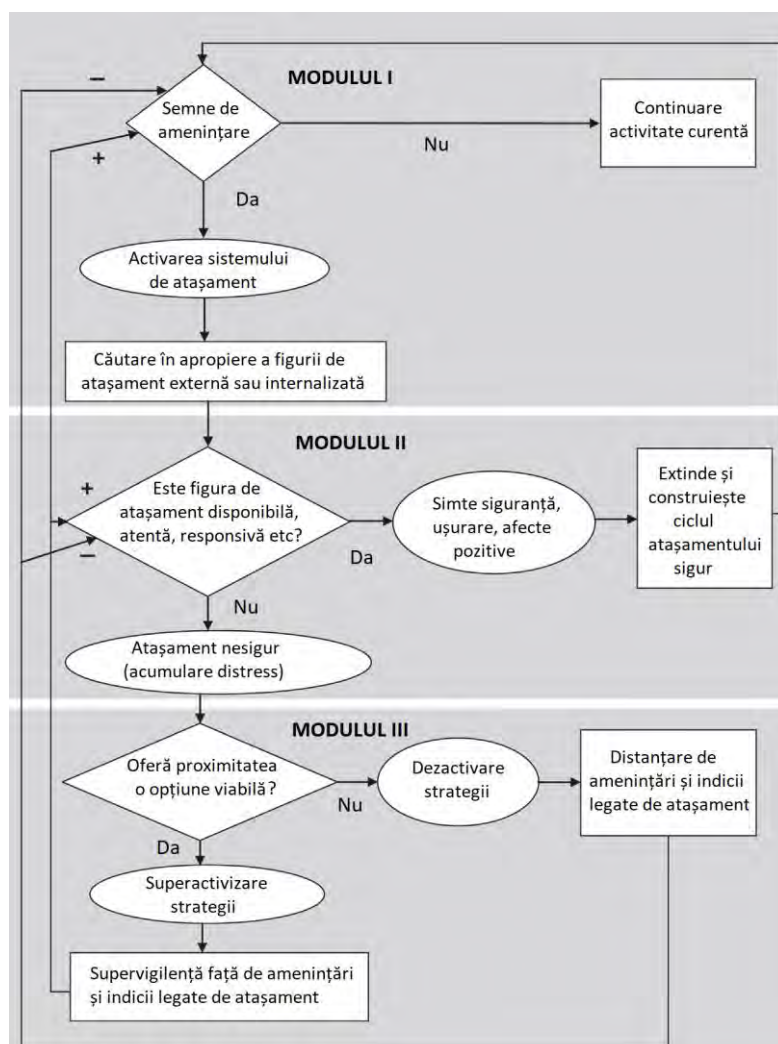 MODULUL I
–
Semne de
amenințare
+
Nu
Continuare
activitate curentă
Da
Activarea sistemului
de atașament
Căutare în apropiere a figurii de
atașament externă sau internalizată
MODULUL II
+
Este figura de
atașament disponibilă,
atentă, responsivă etc?
–
Da
Simte siguranță,
ușurare, afecte
pozitive
Extinde și
construiește
ciclul
atașamentului
sigur
Nu
Atașament nesigur
(acumulare distress)
MODULUL III
Oferă proximitatea
o opțiune viabilă?
Nu
Dezactivare
strategii
Distanțare de
amenințări și indicii
legate de atașament
Da
Superactivizare
strategii
Supervigilență față de amenințări
și indicii legate de atașament